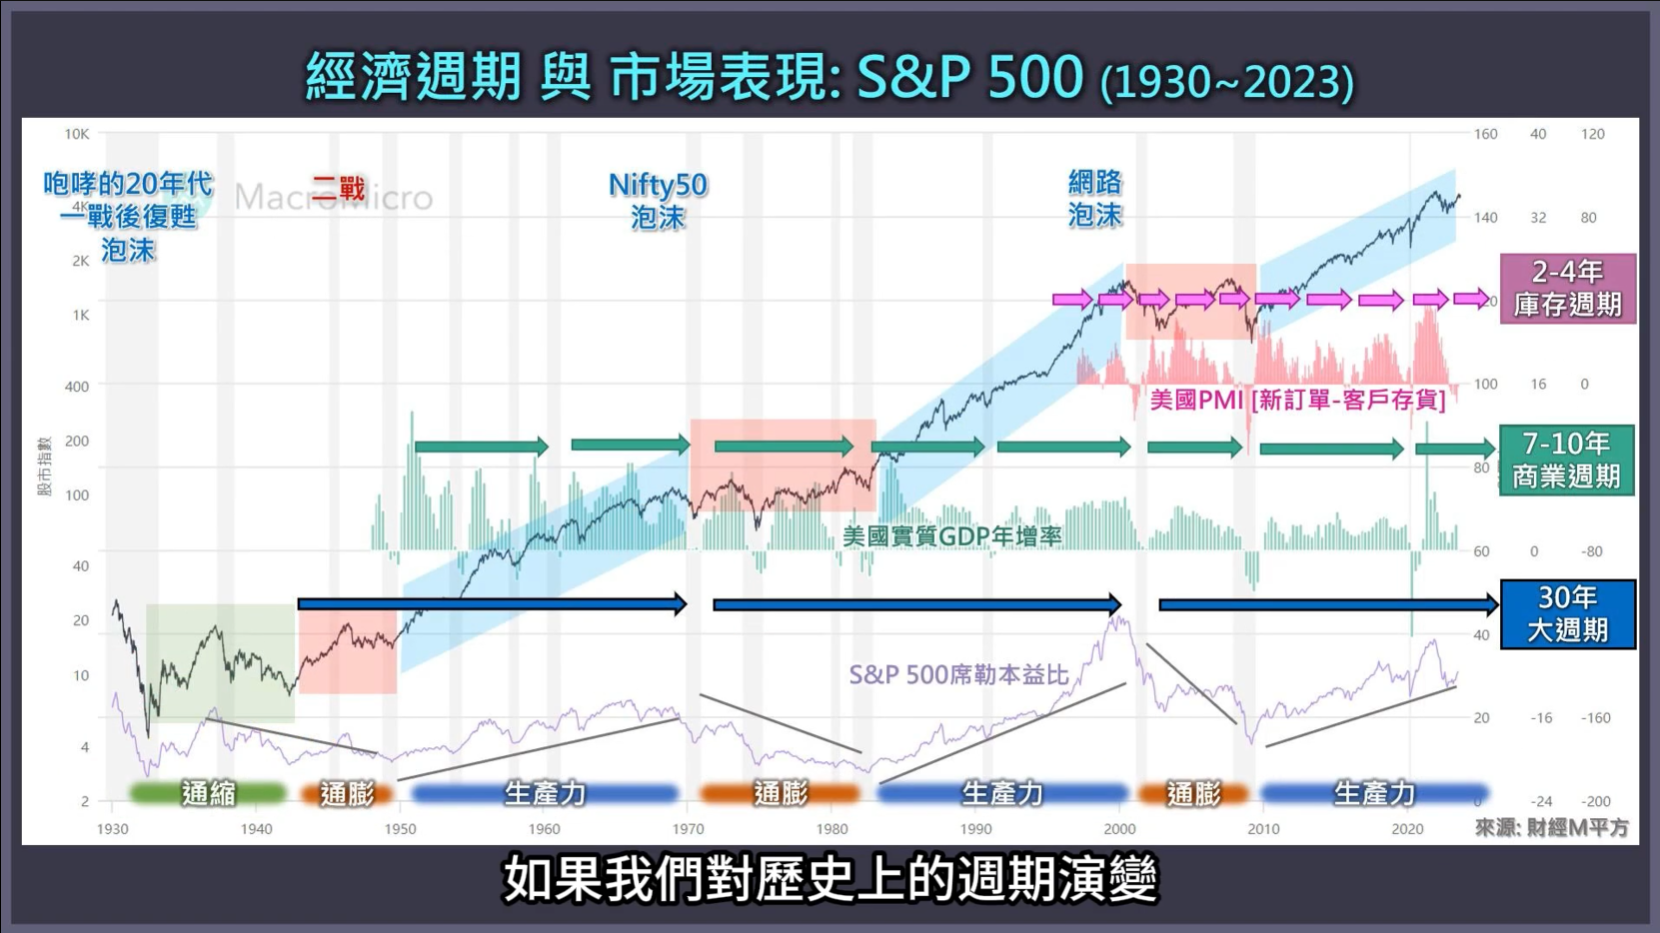 經濟週期 與 市場表現: S&P 500 (1930~2023)
10K
4K
2K
1K
400
200
100
40
20
10
4
2
股市指數
咆哮的20年代
一戰後復甦
泡沫
MacroMicro
二戰
Nifty50
泡沫
網路
泡沫
160 40 120
140 32 80
120
100 16 0
80
60 0 -80
40
20 -16 -160
0 -24 -200
2-4年
庫存週期
美國PMI [新訂單-客戶存貨]
7-10年
商業週期
美國實質GDP年增率
30年
大週期
S&P 500席勒本益比
通縮 通膨 生產力 通膨 生產力 通膨 生產力
1930 1940 1950 1960 1970 1980 1990 2000 2010 2020
來源: 財經M平方
如果我們對歷史上的週期演變